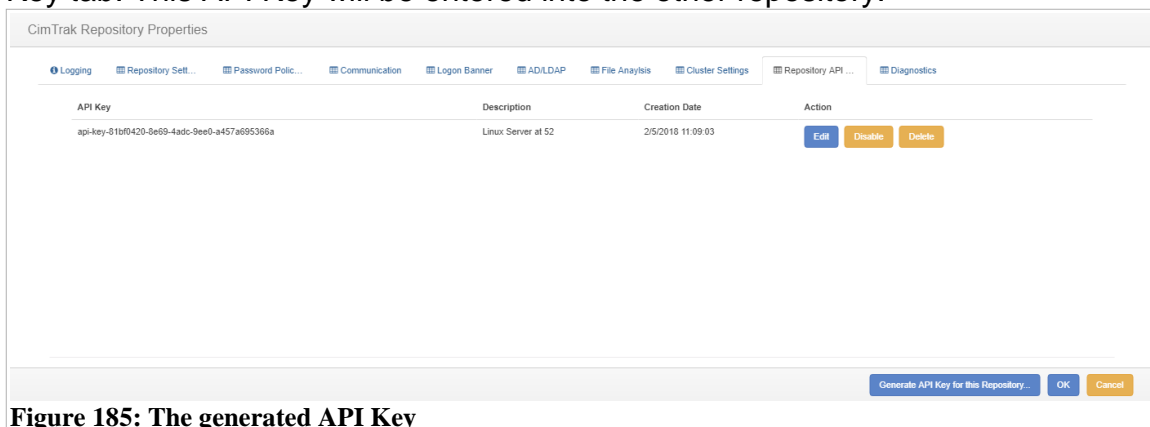 Key tab. This API Key will be entered into the other repository.
CimTrak Repository Properties
Logging Repository Sett... Password Polic... Communication Logon Banner AD/LDAP File Anaylsis Cluster Settings Repository API ... Diagnostics
API Key Description Creation Date Action
api-key-81bf0420-8e69-4adc-9ee0-a457a695366a Linux Server at 52 2/5/2018 11:09:03 Edit Disable Delete
Generate API Key for this Repository... OK Cancel
Figure 185: The generated API Key